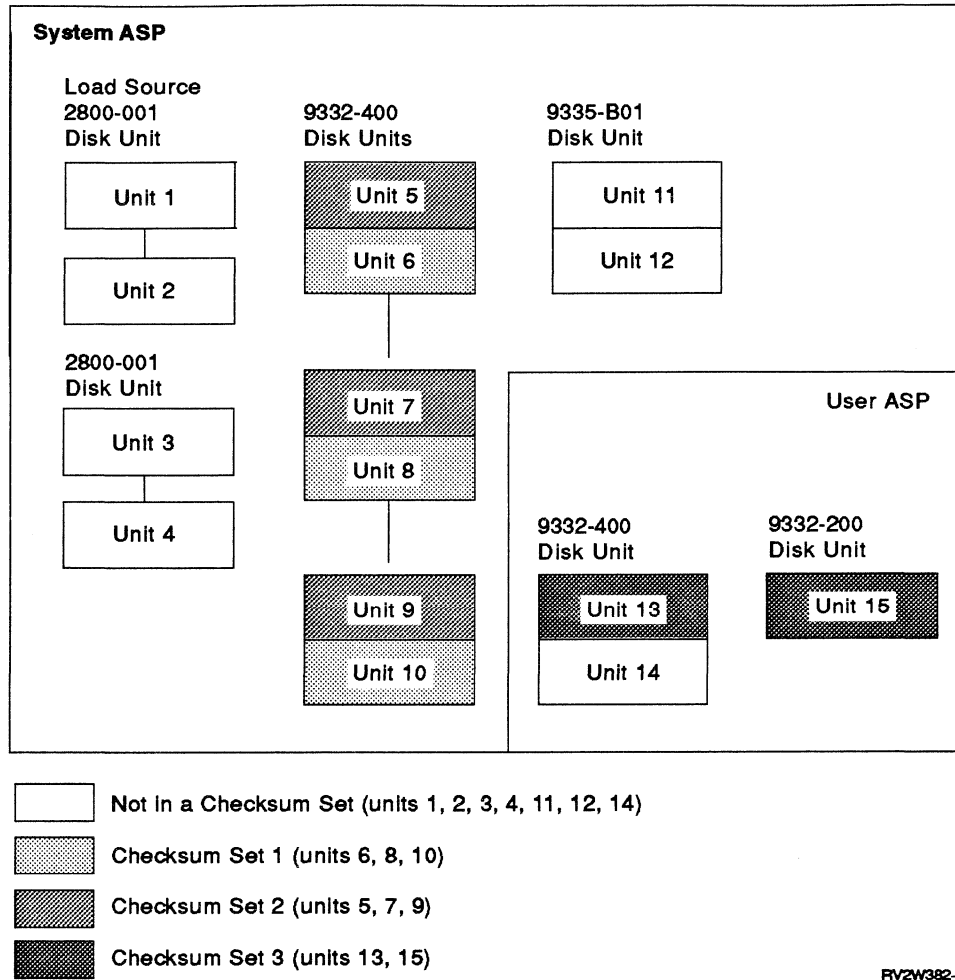 System ASP
Load Source
2800-001
Disk Unit
Unit 1
Unit 2
2800-001
Disk Unit
Unit 3
Unit 4
9332-400
Disk Units
Unit 5
Unit 6
Unit 7
Unit 8
Unit 9
Unit 10
9335-B01
Disk Unit
Unit 11
Unit 12
User ASP
9332-400
Disk Unit
Unit 13
Unit 14
9332-200
Disk Unit
Unit 15
Not in a Checksum Set (units 1, 2, 3, 4, 11, 12, 14)
Checksum Set 1 (units 6, 8, 10)
Checksum Set 2 (units 5, 7, 9)
Checksum Set 3 (units 13, 15)
RV2W382-